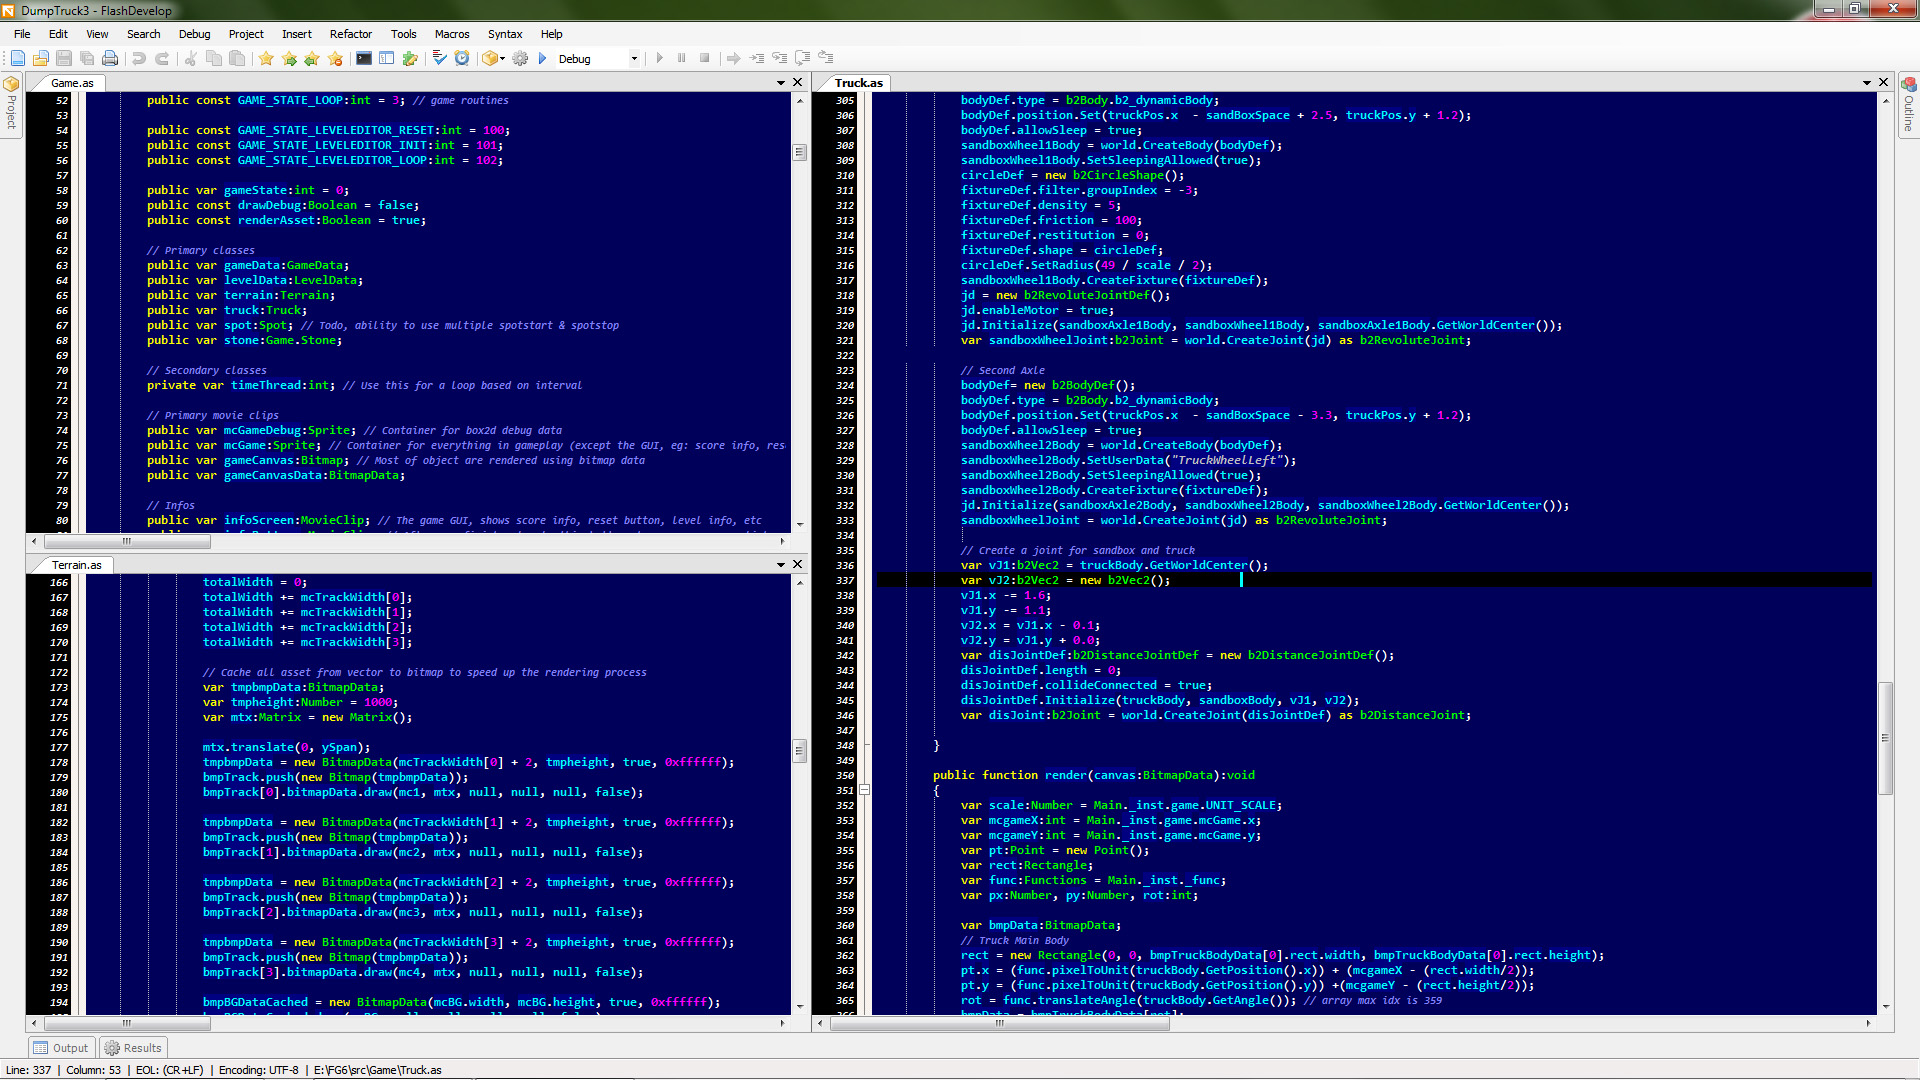 DumpTruck3 - FlashDevelop
File Edit View Search Debug Project Insert Refactor Tools Macros Syntax Help
Debug
Project
Game.as
52 public const GAME_STATE_LOOP:int = 3; // game routines
53
54 public const GAME_STATE_LEVELEDITOR_RESET:int = 100;
55 public const GAME_STATE_LEVELEDITOR_INIT:int = 101;
56 public const GAME_STATE_LEVELEDITOR_LOOP:int = 102;
57
58 public var gameState:int = 0;
59 public const drawDebug:Boolean = false;
60 public const renderAsset:Boolean = true;
61
62 // Primary classes
63 public var gameData:GameData;
64 public var levelData:LevelData;
65 public var terrain:Terrain;
66 public var truck:Truck;
67 public var spot:Spot; // Todo, ability to use multiple spotstart & spotstop
68 public var stone:Game.Stone;
69
70 // Secondary classes
71 private var timeThread:int; // Use this for a loop based on interval
72
73 // Primary movie clips
74 public var mcGameDebug:Sprite; // Container for box2d debug data
75 public var mcGame:Sprite; // Container for everything in gameplay (except the GUI, eg: score info, res
76 public var gameCanvas:Bitmap; // Most of object are rendered using bitmap data
77 public var gameCanvasData:BitmapData;
78
79 // Infos
80 public var infoScreen:MovieClip; // The game GUI, shows score info, reset button, level info, etc
Terrain.as
166 totalWidth = 0;
167 totalWidth += mcTrackWidth[0];
168 totalWidth += mcTrackWidth[1];
169 totalWidth += mcTrackWidth[2];
170 totalWidth += mcTrackWidth[3];
171
172 // Cache all asset from vector to bitmap to speed up the rendering process
173 var tmpbmpData:BitmapData;
174 var tmpheight:Number = 1000;
175 var mtx:Matrix = new Matrix();
176
177 mtx.translate(0, ySpan);
178 tmpbmpData = new BitmapData(mcTrackWidth[0] + 2, tmpheight, true, 0xffffff);
179 bmpTrack.push(new Bitmap(tmpbmpData));
180 bmpTrack[0].bitmapData.draw(mc1, mtx, null, null, null, false);
181
182 tmpbmpData = new BitmapData(mcTrackWidth[1] + 2, tmpheight, true, 0xffffff);
183 bmpTrack.push(new Bitmap(tmpbmpData));
184 bmpTrack[1].bitmapData.draw(mc2, mtx, null, null, null, false);
185
186 tmpbmpData = new BitmapData(mcTrackWidth[2] + 2, tmpheight, true, 0xffffff);
187 bmpTrack.push(new Bitmap(tmpbmpData));
188 bmpTrack[2].bitmapData.draw(mc3, mtx, null, null, null, false);
189
190 tmpbmpData = new BitmapData(mcTrackWidth[3] + 2, tmpheight, true, 0xffffff);
191 bmpTrack.push(new Bitmap(tmpbmpData));
192 bmpTrack[3].bitmapData.draw(mc4, mtx, null, null, null, false);
193
194 bmpBGDataCached = new BitmapData(mcBG.width, mcBG.height, true, 0xffffff);
Truck.as
305 bodyDef.type = b2Body.b2_dynamicBody;
306 bodyDef.position.Set(truckPos.x  - sandBoxSpace + 2.5, truckPos.y + 1.2);
307 bodyDef.allowSleep = true;
308 sandboxWheel1Body = world.CreateBody(bodyDef);
309 sandboxWheel1Body.SetSleepingAllowed(true);
310 circleDef = new b2CircleShape();
311 fixtureDef.filter.groupIndex = -3;
312 fixtureDef.density = 5;
313 fixtureDef.friction = 100;
314 fixtureDef.restitution = 0;
315 fixtureDef.shape = circleDef;
316 circleDef.SetRadius(49 / scale / 2);
317 sandboxWheel1Body.CreateFixture(fixtureDef);
318 jd = new b2RevoluteJointDef();
319 jd.enableMotor = true;
320 jd.Initialize(sandboxAxle1Body, sandboxWheel1Body, sandboxAxle1Body.GetWorldCenter());
321 var sandboxWheelJoint:b2Joint = world.CreateJoint(jd) as b2RevoluteJoint;
322
323 // Second Axle
324 bodyDef= new b2BodyDef();
325 bodyDef.type = b2Body.b2_dynamicBody;
326 bodyDef.position.Set(truckPos.x  - sandBoxSpace - 3.3, truckPos.y + 1.2);
327 bodyDef.allowSleep = true;
328 sandboxWheel2Body = world.CreateBody(bodyDef);
329 sandboxWheel2Body.SetUserData("TruckWheelLeft");
330 sandboxWheel2Body.SetSleepingAllowed(true);
331 sandboxWheel2Body.CreateFixture(fixtureDef);
332 jd.Initialize(sandboxAxle2Body, sandboxWheel2Body, sandboxWheel2Body.GetWorldCenter());
333 sandboxWheelJoint = world.CreateJoint(jd) as b2RevoluteJoint;
334
335 // Create a joint for sandbox and truck
336 var vJ1:b2Vec2 = truckBody.GetWorldCenter();
337 var vJ2:b2Vec2 = new b2Vec2();
338 vJ1.x -= 1.6;
339 vJ1.y -= 1.1;
340 vJ2.x = vJ1.x - 0.1;
341 vJ2.y = vJ1.y + 0.0;
342 var disJointDef:b2DistanceJointDef = new b2DistanceJointDef();
343 disJointDef.length = 0;
344 disJointDef.collideConnected = true;
345 disJointDef.Initialize(truckBody, sandboxBody, vJ1, vJ2);
346 var disJoint:b2Joint = world.CreateJoint(disJointDef) as b2DistanceJoint;
347
348 }
349
350 public function render(canvas:BitmapData):void
351 {
352 var scale:Number = Main._inst.game.UNIT_SCALE;
353 var mcgameX:int = Main._inst.game.mcGame.x;
354 var mcgameY:int = Main._inst.game.mcGame.y;
355 var pt:Point = new Point();
356 var rect:Rectangle;
357 var func:Functions = Main._inst._func;
358 var px:Number, py:Number, rot:int;
359
360 var bmpData:BitmapData;
361 // Truck Main Body
362 rect = new Rectangle(0, 0, bmpTruckBodyData[0].rect.width, bmpTruckBodyData[0].rect.height);
363 pt.x = (func.pixelToUnit(truckBody.GetPosition().x)) + (mcgameX - (rect.width/2));
364 pt.y = (func.pixelToUnit(truckBody.GetPosition().y)) +(mcgameY - (rect.height/2));
365 rot = func.translateAngle(truckBody.GetAngle()); // array max idx is 359
Outline
Output Results
Line: 337 | Column: 53 | EOL: (CR+LF) | Encoding: UTF-8 | E:\FG6\src\Game\Truck.as